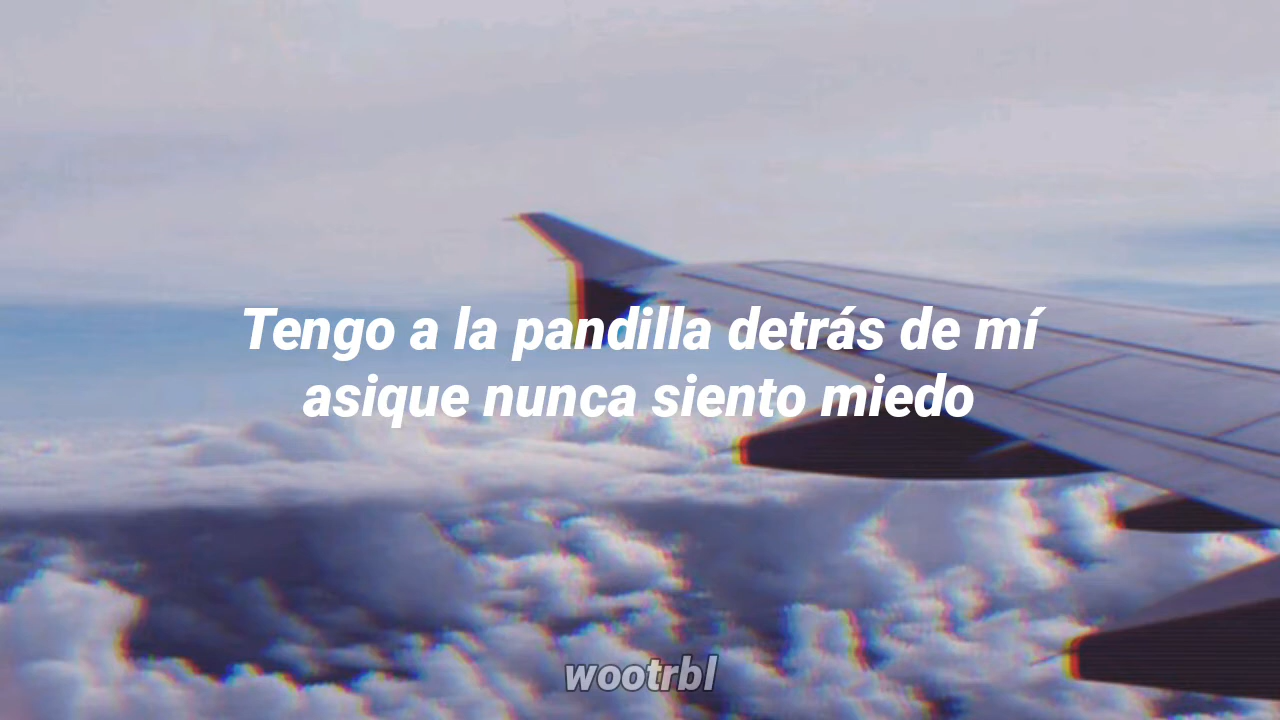 Tengo a la pandilla detrás de mí
asique nunca siento miedo
wootrbl